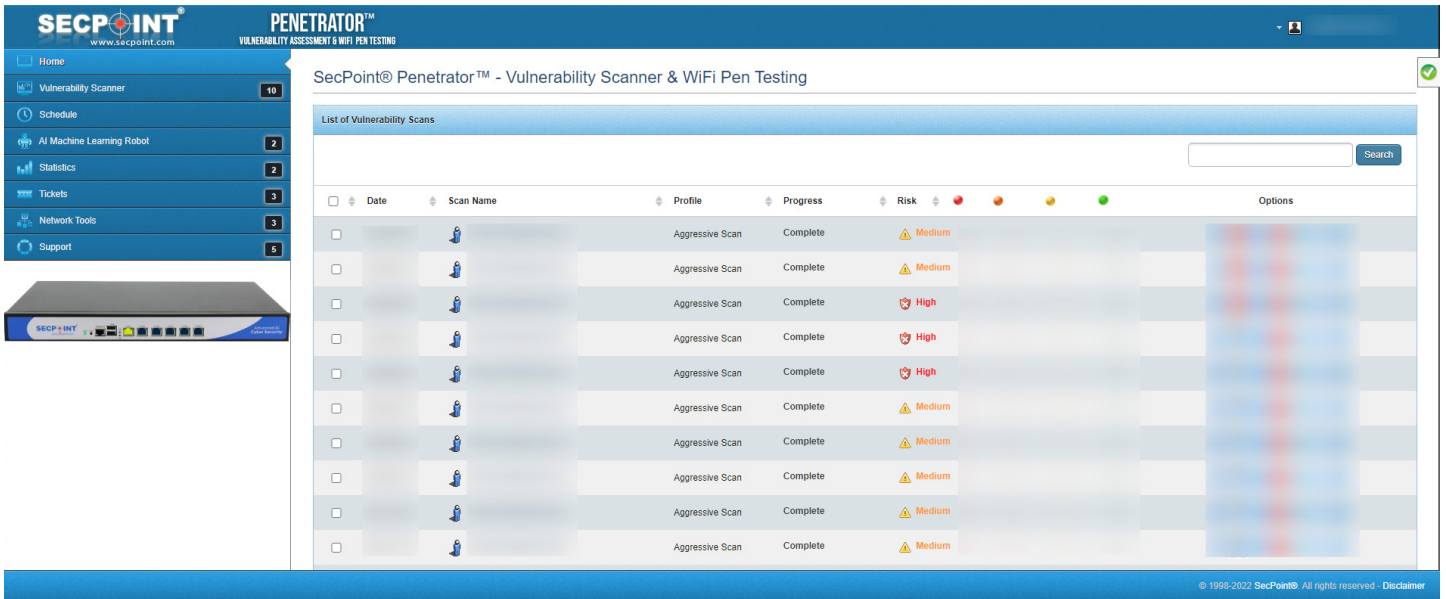 SECPOINT®
www.secpoint.com
PENETRATOR™
VULNERABILITY ASSESSMENT & WIFI PEN TESTING
Home
Vulnerability Scanner 10
Schedule
AI Machine Learning Robot 2
Statistics 2
Tickets 3
Network Tools 3
Support 5
SECPOINT
Advanced AI
Cyber Security
SecPoint® Penetrator™ - Vulnerability Scanner & WiFi Pen Testing
List of Vulnerability Scans
Search
Date Scan Name Profile Progress Risk Options
Aggressive Scan Complete Medium
Aggressive Scan Complete Medium
Aggressive Scan Complete High
Aggressive Scan Complete High
Aggressive Scan Complete High
Aggressive Scan Complete Medium
Aggressive Scan Complete Medium
Aggressive Scan Complete Medium
Aggressive Scan Complete Medium
Aggressive Scan Complete Medium
© 1998-2022 SecPoint®. All rights reserved - Disclaimer